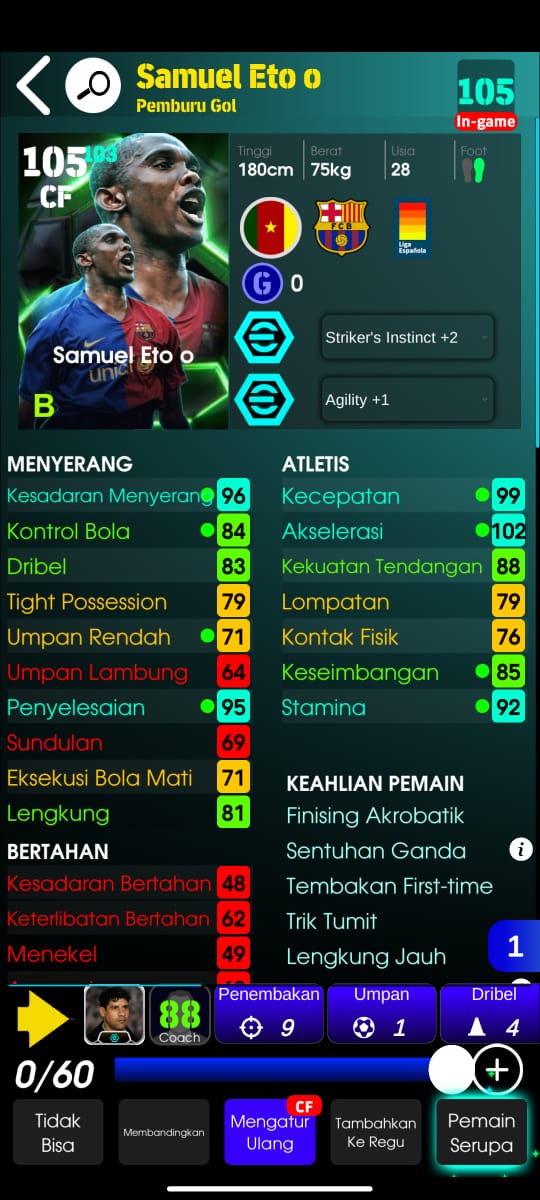 Samuel Eto o
Pemburu Gol
105
In-game
105
103
CF
Samuel Eto o
B
Tinggi
180cm
Berat
75kg
Usia
28
Foot
FCB
Liga
Española
G 0
Striker's Instinct +2
Agility +1
MENYERANG
Kesadaran Menyerang 96
Kontrol Bola 84
Dribel 83
Tight Possession 79
Umpan Rendah 71
Umpan Lambung 64
Penyelesaian 95
Sundulan 69
Eksekusi Bola Mati 71
Lengkung 81
BERTAHAN
Kesadaran Bertahan 48
Keterlibatan Bertahan 62
Menekel 49
ATLETIS
Kecepatan 99
Akselerasi 102
Kekuatan Tendangan 88
Lompatan 79
Kontak Fisik 76
Keseimbangan 85
Stamina 92
KEAHLIAN PEMAIN
Finising Akrobatik
Sentuhan Ganda
Tembakan First-time
Trik Tumit
Lengkung Jauh
1
88
Coach
Penembakan
9
Umpan
1
Dribel
4
0/60
Tidak
Bisa
Membandingkan
CF
Mengatur
Ulang
Tambahkan
Ke Regu
Pemain
Serupa